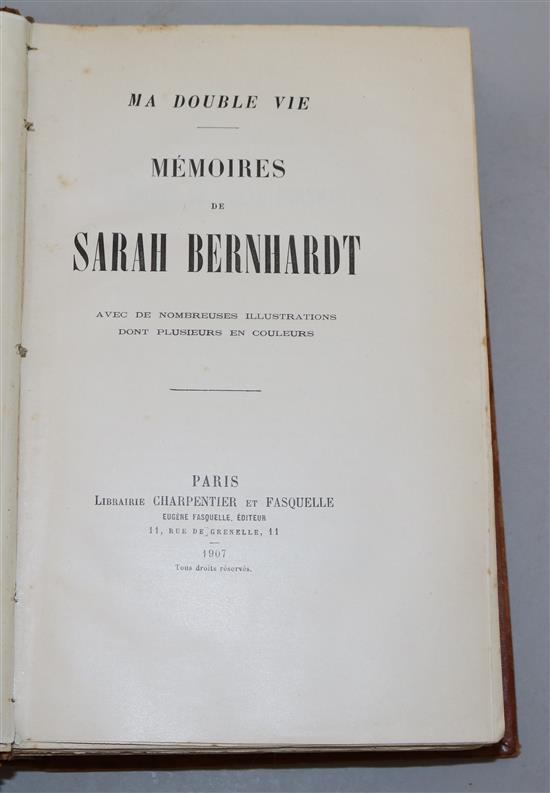 MA DOUBLE VIE
MÉMOIRES
DE
SARAH BERNHARDT
AVEC DE NOMBREUSES ILLUSTRATIONS
DONT PLUSIEURS EN COULEURS
PARIS
LIBRAIRIE CHARPENTIER ET FASQUELLE
EUGÈNE FASQUELLE, ÉDITEUR
11, RUE DE GRENELLE, 11
1907
Tous droits réservés.